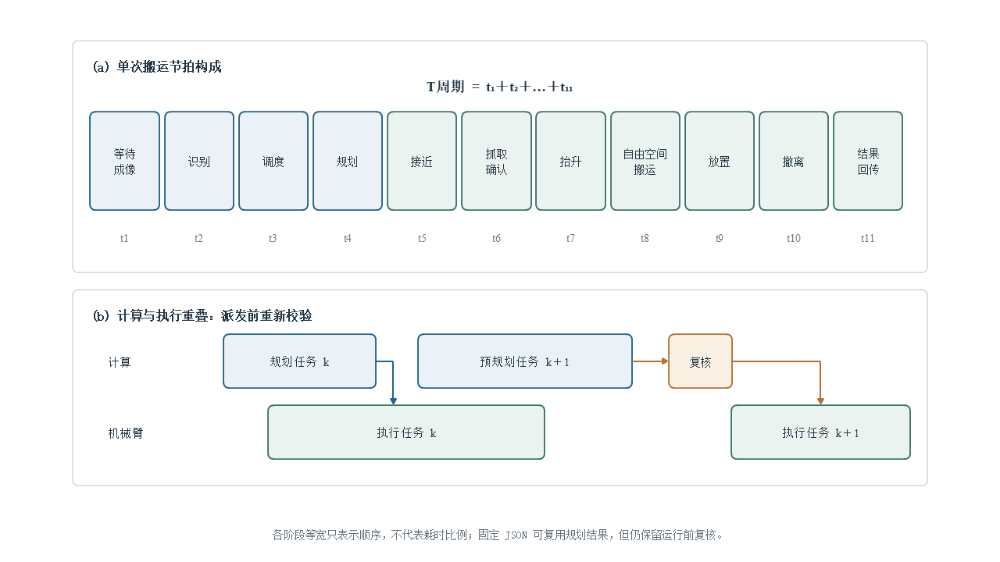 (a) 单次搬运节拍构成
T周期 = t₁＋t₂＋…＋t₁₁
等待
成像
识别
调度
规划
接近
抓取
确认
抬升
自由空间
搬运
放置
撤离
结果
回传
t1 t2 t3 t4 t5 t6 t7 t8 t9 t10 t11
(b) 计算与执行重叠：派发前重新校验
计算
规划任务 k
预规划任务 k＋1
复核
机械臂
执行任务 k
执行任务 k＋1
各阶段等宽只表示顺序，不代表耗时比例；固定 JSON 可复用规划结果，但仍保留运行前复核。